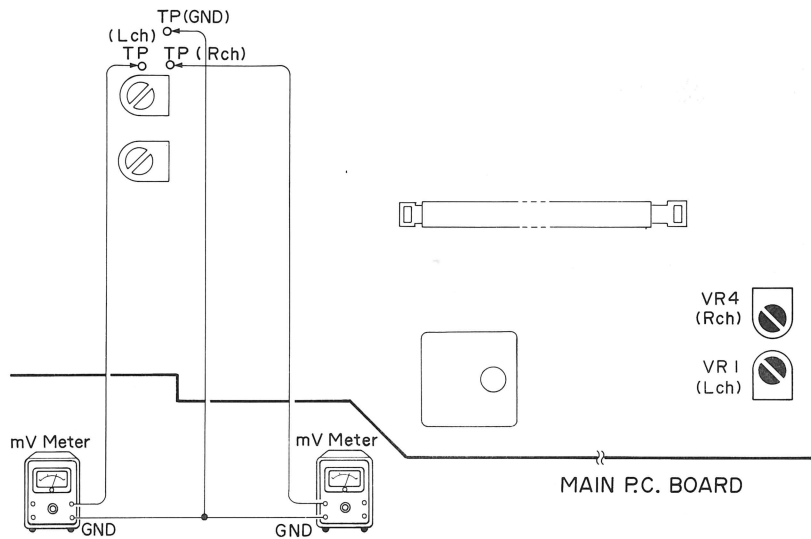 TP(GND)
(Lch)
TP TP (Rch)
VR4
(Rch)
VR1
(Lch)
mV Meter
mV Meter
GND
GND
MAIN P.C. BOARD